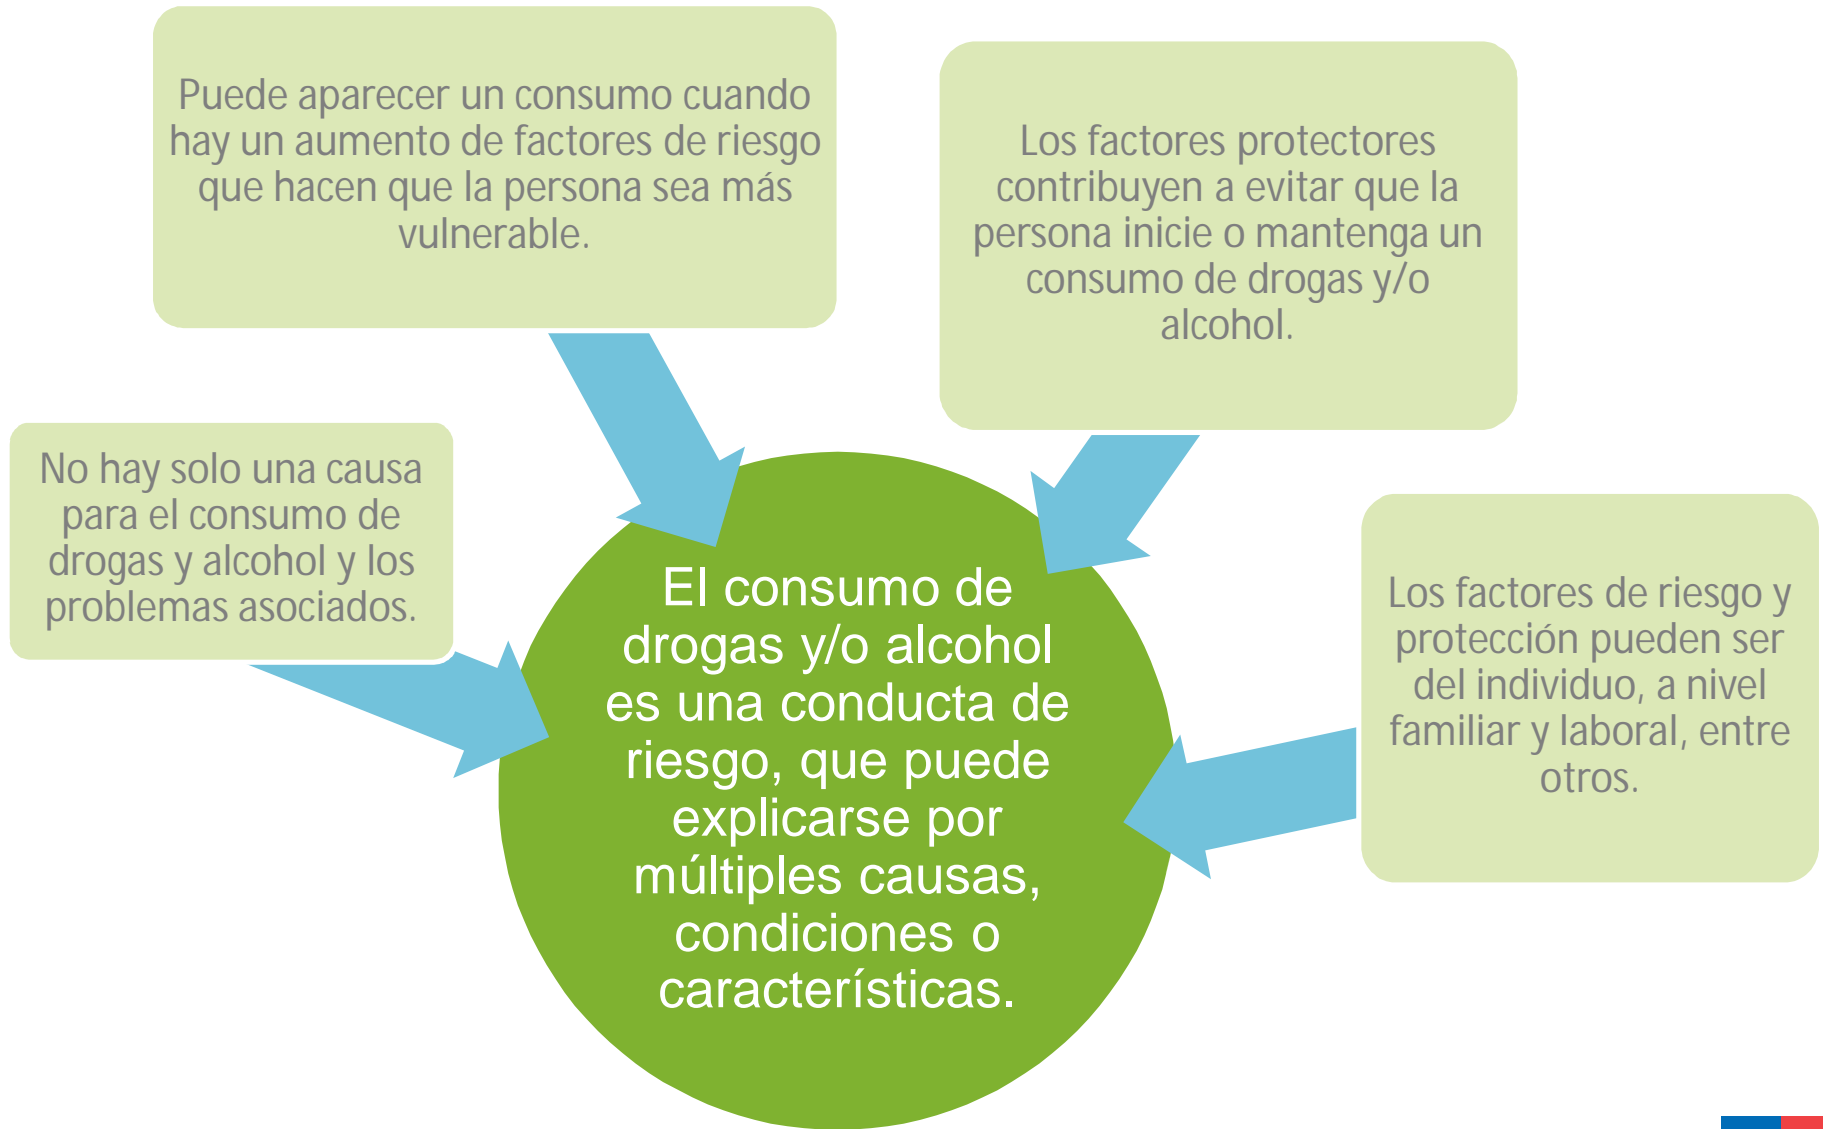 Puede aparecer un consumo cuando
hay un aumento de factores de riesgo
que hacen que la persona sea más
vulnerable.
Los factores protectores
contribuyen a evitar que la
persona inicie o mantenga un
consumo de drogas y/o
alcohol.
No hay solo una causa
para el consumo de
drogas y alcohol y los
problemas asociados.
Los factores de riesgo y
protección pueden ser
del individuo, a nivel
familiar y laboral, entre
otros.
El consumo de
drogas y/o alcohol
es una conducta de
riesgo, que puede
explicarse por
múltiples causas,
condiciones o
características.